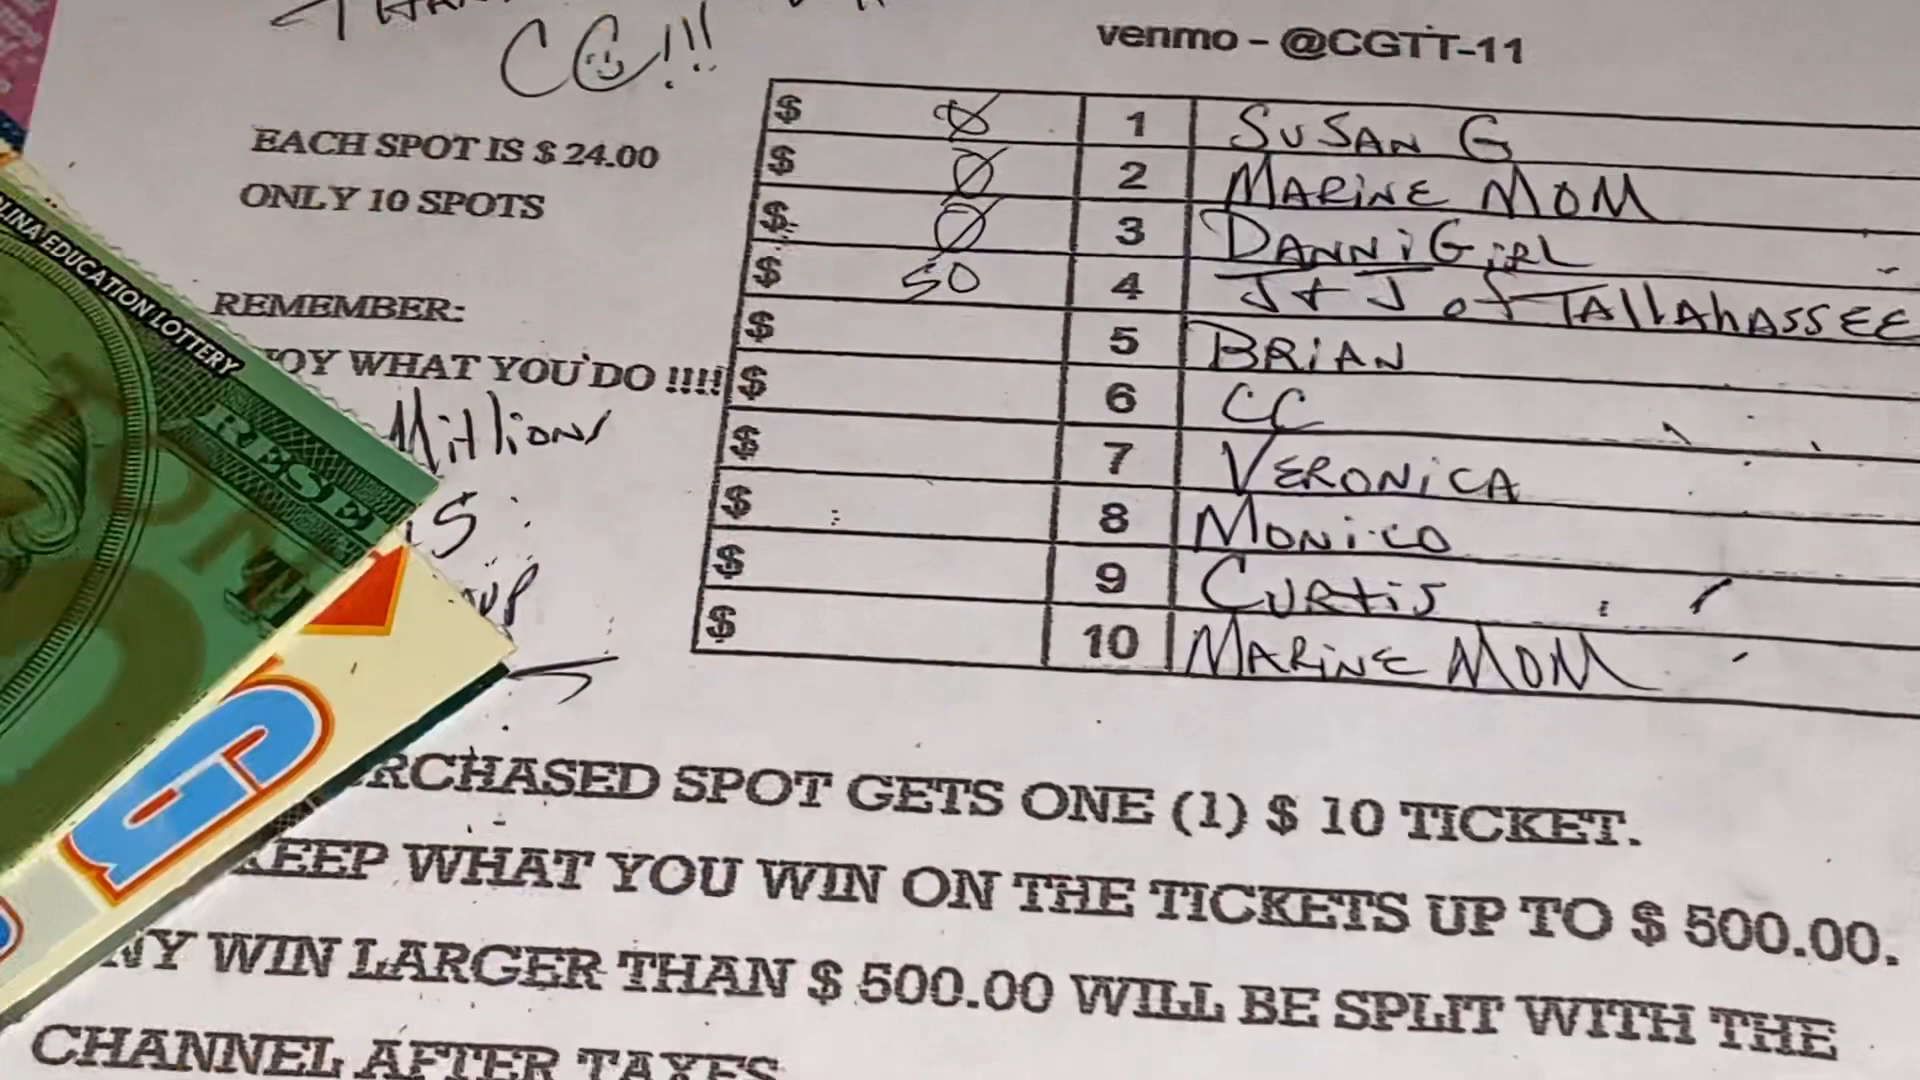 CC!!!
venmo - @CGTT-11
EACH SPOT IS $ 24.00
ONLY 10 SPOTS
$ 0 1 SUSAN G
$ 0 2 MARINE MOM
$ 0 3 DANNiGiRL
$ 50 4 J + J of TAllAhASSEE
$ 5 BRiAN
$ 6 CC
$ 7 VERONiCA
$ 8 MONiCO
$ 9 CURtiS
$ 10 MARiNE MOM
REMEMBER:
OY WHAT YOU DO !!!!
Millions
LINA EDUCATION LOTTERY
RESE
RCHASED SPOT GETS ONE (1) $ 10 TICKET.
KEEP WHAT YOU WIN ON THE TICKETS UP TO $ 500.00.
NY WIN LARGER THAN $ 500.00 WILL BE SPLIT WITH THE
CHANNEL AFTER TAXES